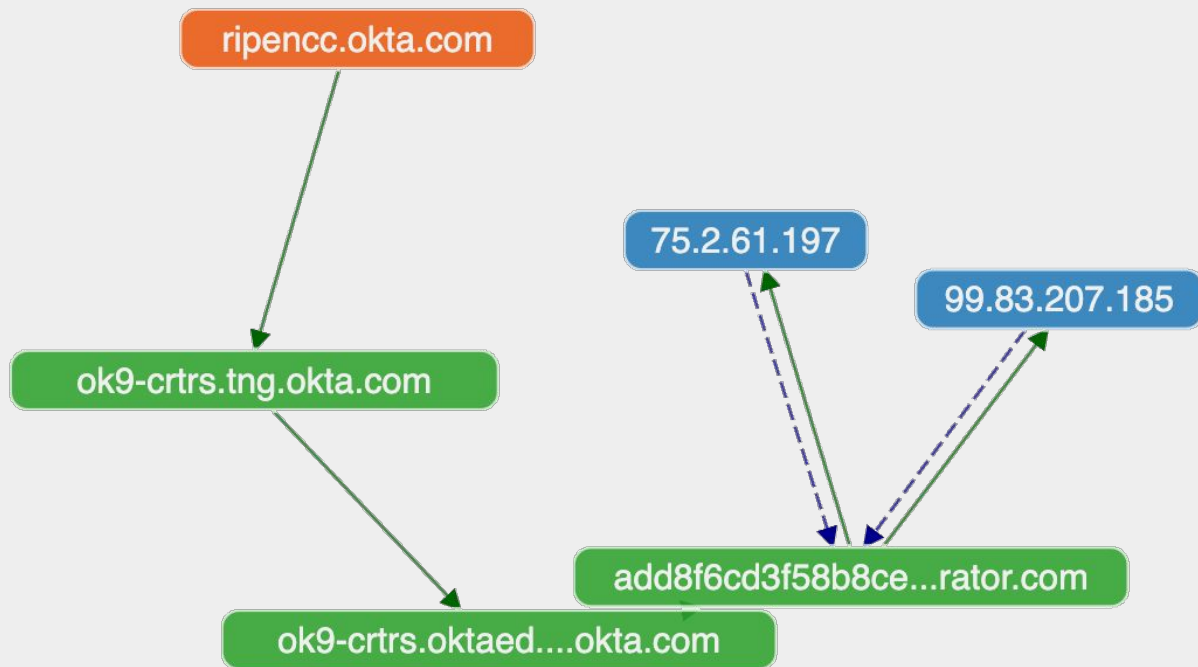 ripencc.okta.com
75.2.61.197
99.83.207.185
ok9-crtrs.tng.okta.com
add8f6cd3f58b8ce...rator.com
ok9-crtrs.oktaed....okta.com